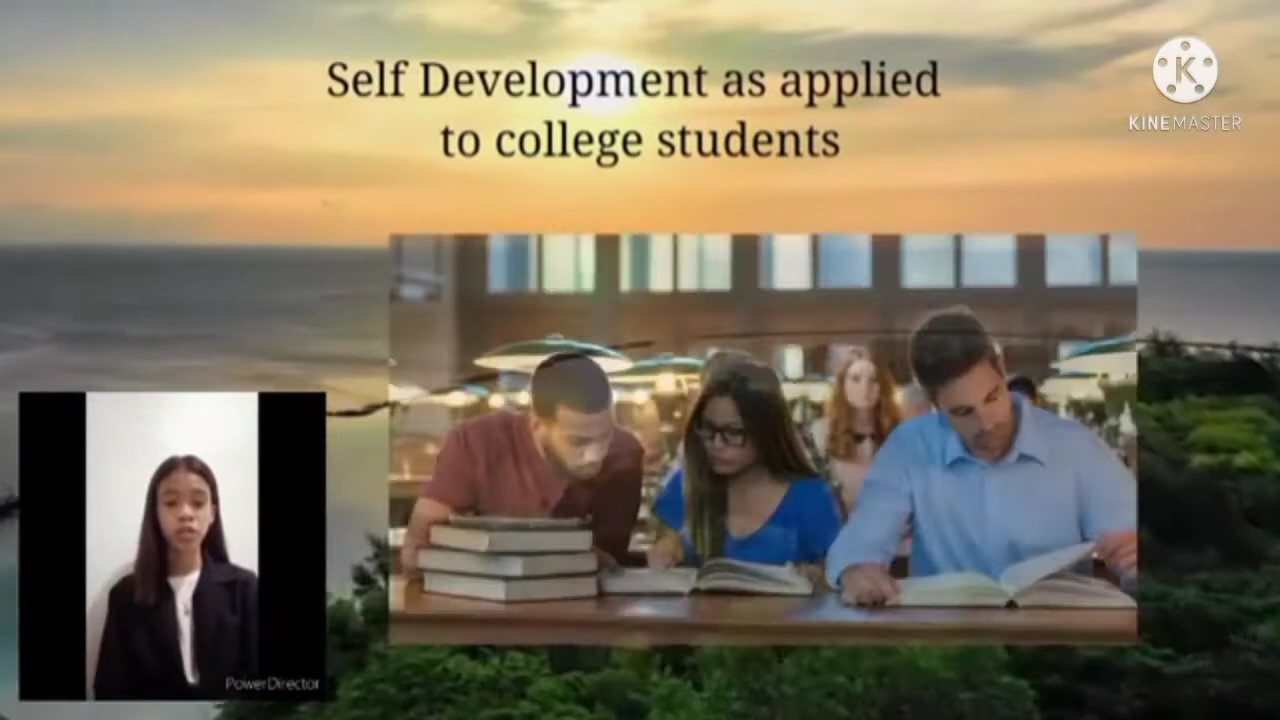 Self Development as applied
to college students
K
KINEMASTER
PowerDirector